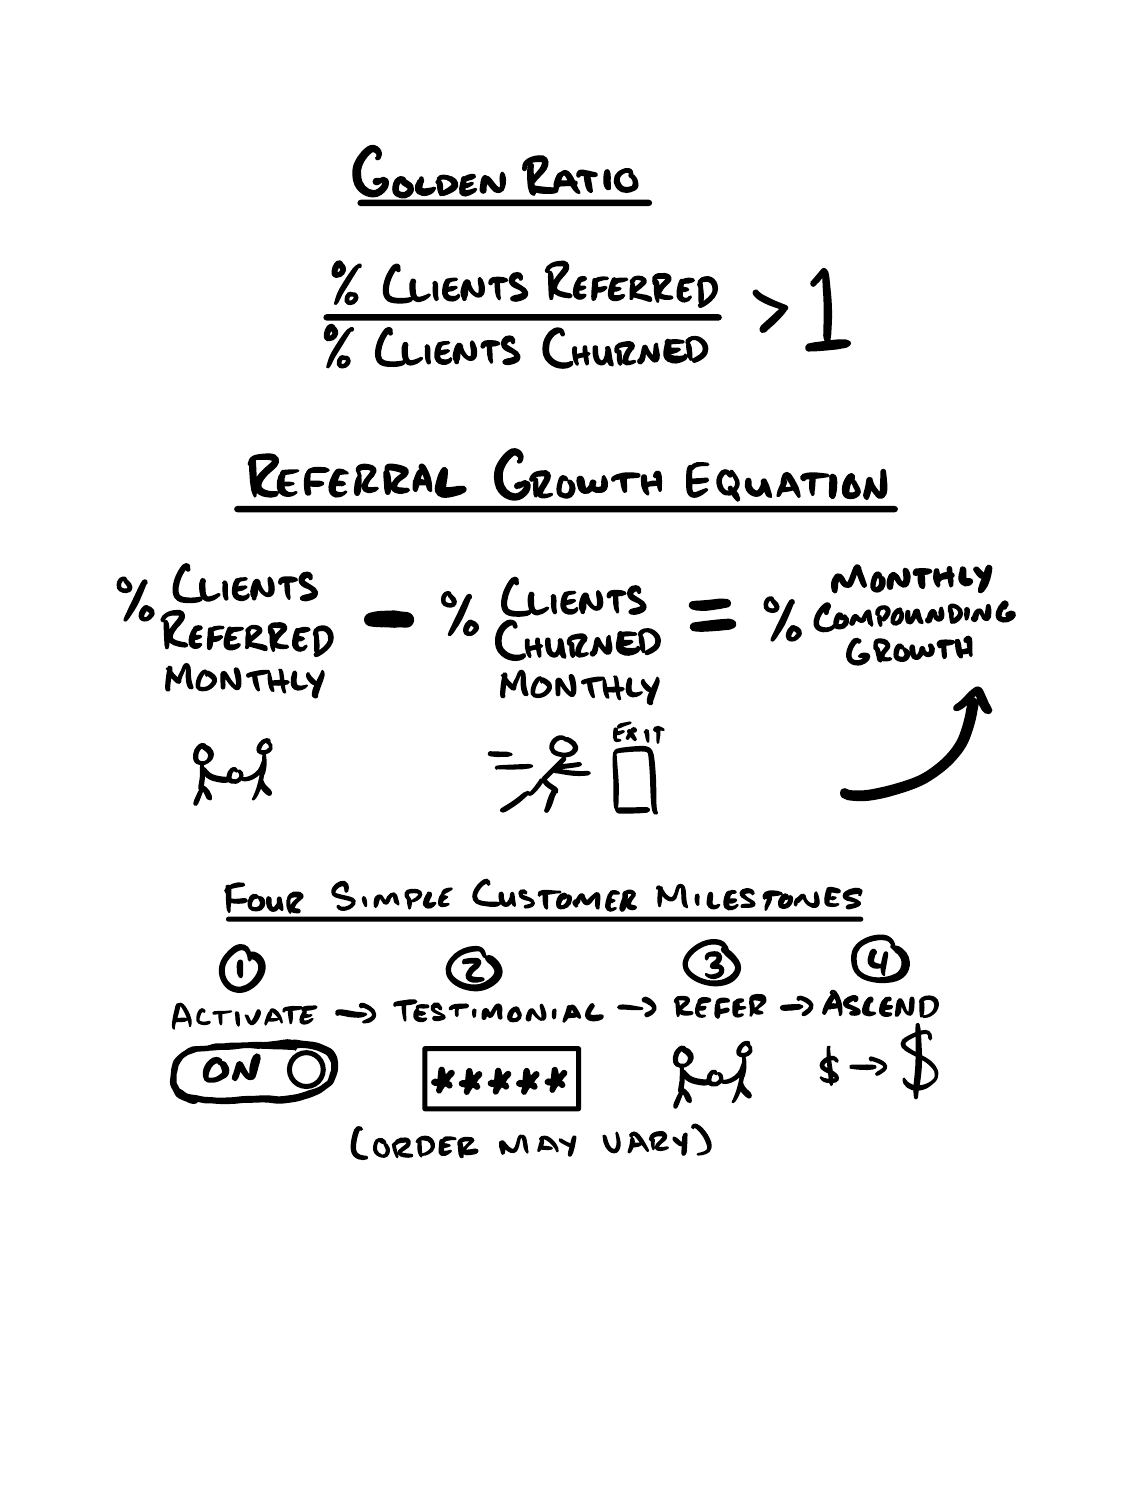 GOLDEN RATIO
% CLIENTS REFERRED
% CLIENTS CHURNED
> 1
REFERRAL GROWTH EQUATION
% CLIENTS REFERRED MONTHLY - % CLIENTS CHURNED MONTHLY = % MONTHLY COMPOUNDING GROWTH
EXIT
FOUR SIMPLE CUSTOMER MILESTONES
1 2 3 4
ACTIVATE → TESTIMONIAL → REFER → ASCEND
ON ***** $ → $
(ORDER MAY VARY)